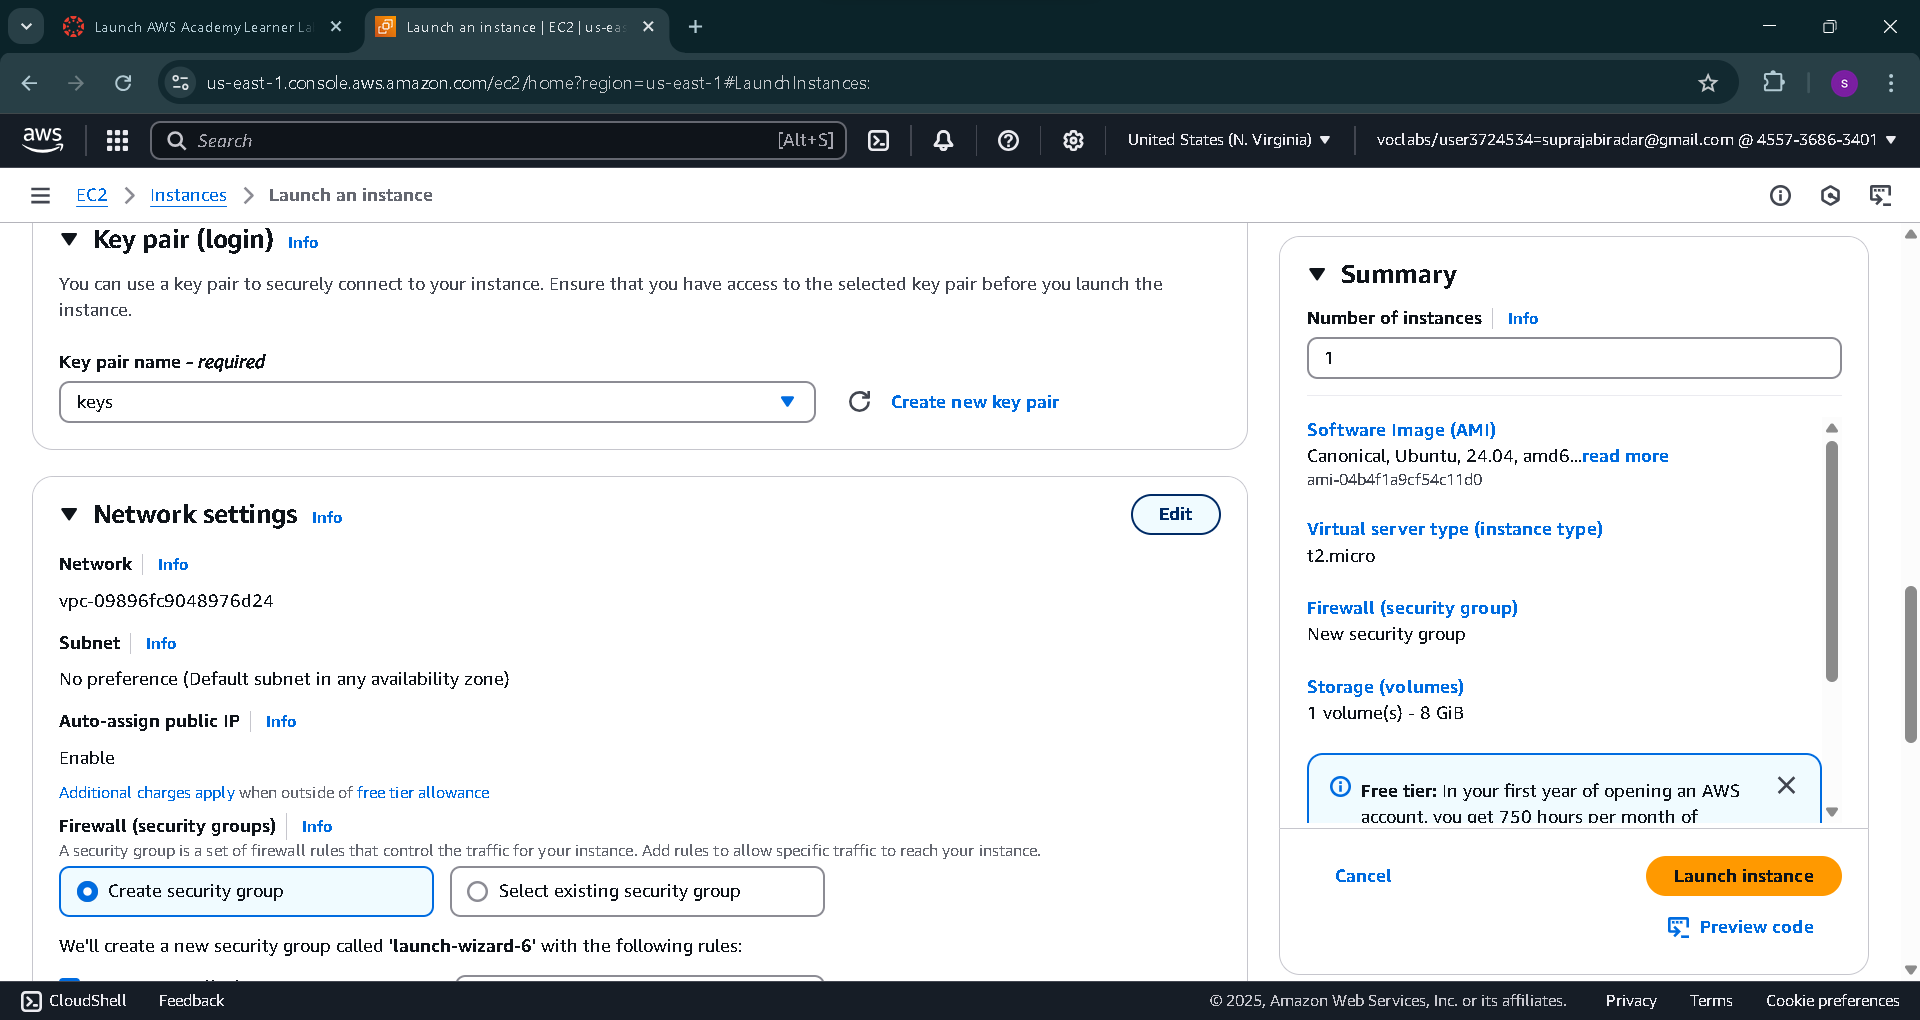 Launch AWS Academy Learner La
Launch an instance | EC2 | us-eas
us-east-1.console.aws.amazon.com/ec2/home?region=us-east-1#LaunchInstances:
S
aws
Search
[Alt+S]
United States (N. Virginia)
voclabs/user3724534=suprajabiradar@gmail.com @ 4557-3686-3401
EC2
Instances
Launch an instance
Key pair (login) Info
You can use a key pair to securely connect to your instance. Ensure that you have access to the selected key pair before you launch the
instance.
Key pair name - required
keys
Create new key pair
Network settings Info
Edit
Network Info
vpc-09896fc9048976d24
Subnet Info
No preference (Default subnet in any availability zone)
Auto-assign public IP Info
Enable
Additional charges apply when outside of free tier allowance
Firewall (security groups) Info
A security group is a set of firewall rules that control the traffic for your instance. Add rules to allow specific traffic to reach your instance.
Create security group
Select existing security group
We'll create a new security group called 'launch-wizard-6' with the following rules:
Summary
Number of instances Info
1
Software Image (AMI)
Canonical, Ubuntu, 24.04, amd6...read more
ami-04b4f1a9cf54c11d0
Virtual server type (instance type)
t2.micro
Firewall (security group)
New security group
Storage (volumes)
1 volume(s) - 8 GiB
Free tier: In your first year of opening an AWS
account, you get 750 hours per month of
Cancel
Launch instance
Preview code
CloudShell
Feedback
© 2025, Amazon Web Services, Inc. or its affiliates.
Privacy
Terms
Cookie preferences